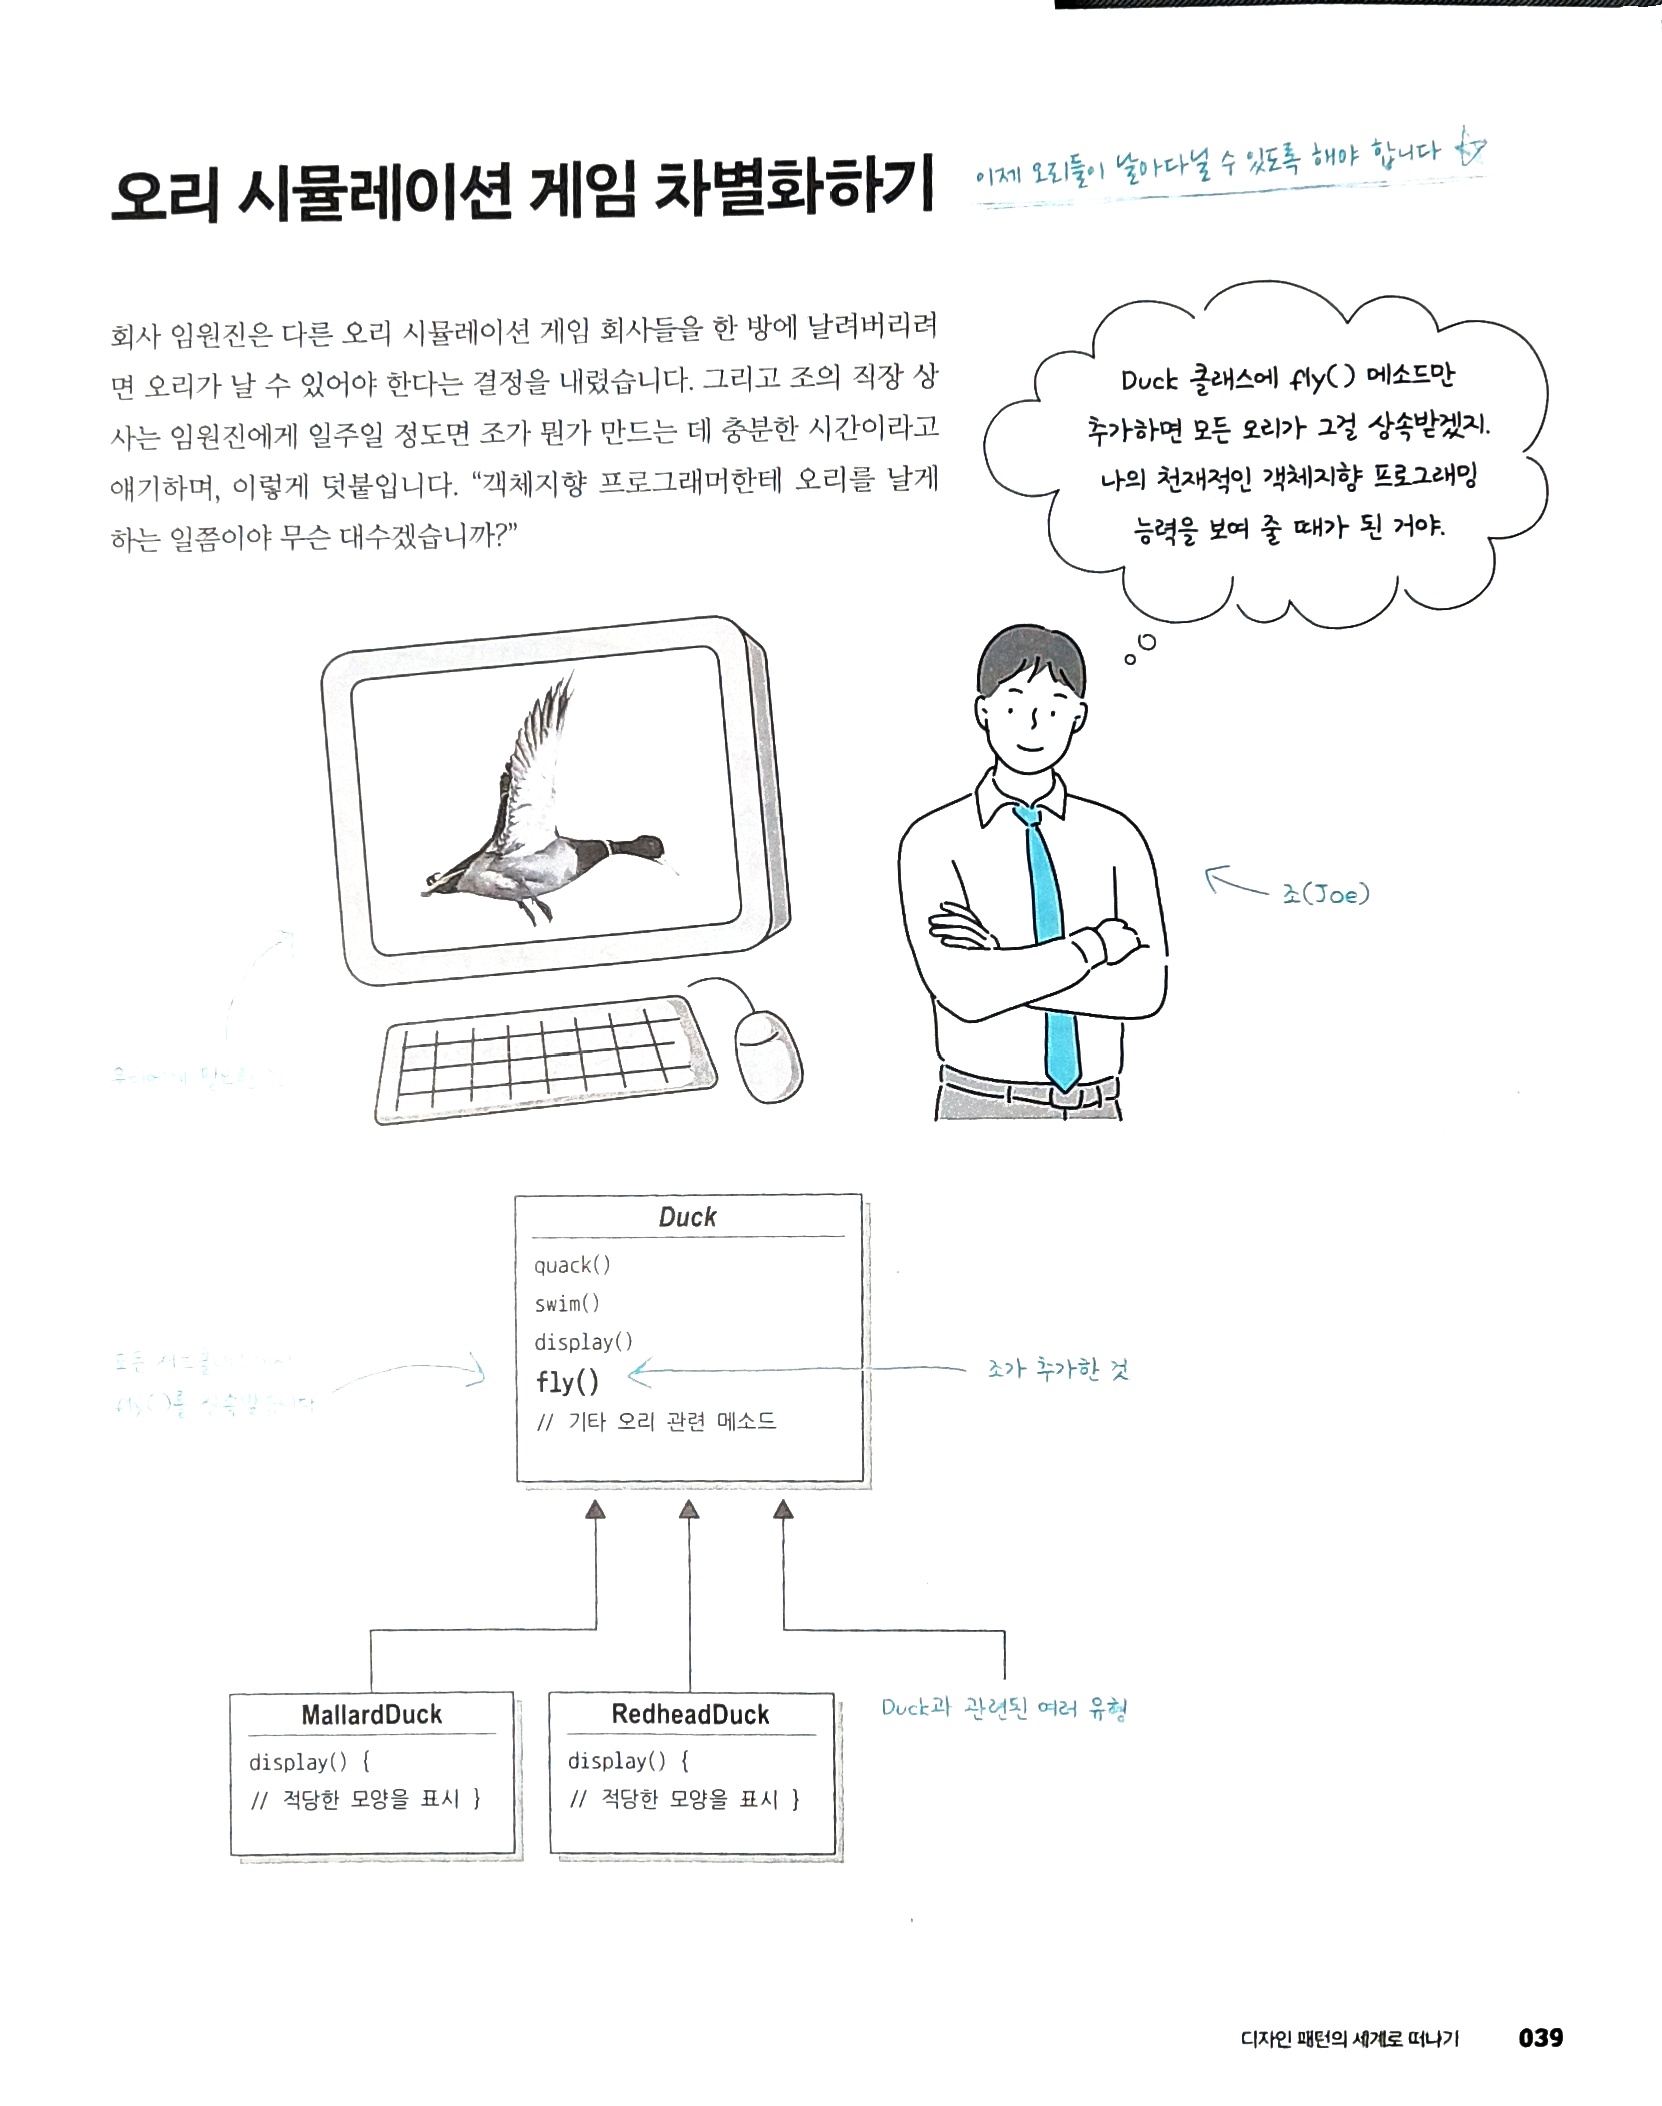 오리 시뮬레이션 게임 차별화하기
이제 오리들이 날아다닐 수 있도록 해야 합니다
회사 임원진은 다른 오리 시뮬레이션 게임 회사들을 한 방에 날려버리려
면 오리가 날 수 있어야 한다는 결정을 내렸습니다. 그리고 조의 직장 상
사는 임원진에게 일주일 정도면 조가 뭔가 만드는 데 충분한 시간이라고
얘기하며, 이렇게 덧붙입니다. “객체지향 프로그래머한테 오리를 날게
하는 일쯤이야 무슨 대수겠습니까?”
Duck 클래스에 fly() 메소드만
추가하면 모든 오리가 그걸 상속받겠지.
나의 천재적인 객체지향 프로그래밍
능력을 보여 줄 때가 된 거야.
조(Joe)
Duck
quack()
swim()
display()
fly()
// 기타 오리 관련 메소드
모든
fly()를
조가 추가한 것
MallardDuck
display() {
// 적당한 모양을 표시 }
RedheadDuck
display() {
// 적당한 모양을 표시 }
Duck과 관련된 여러 유형
디자인 패턴의 세계로 떠나기 039